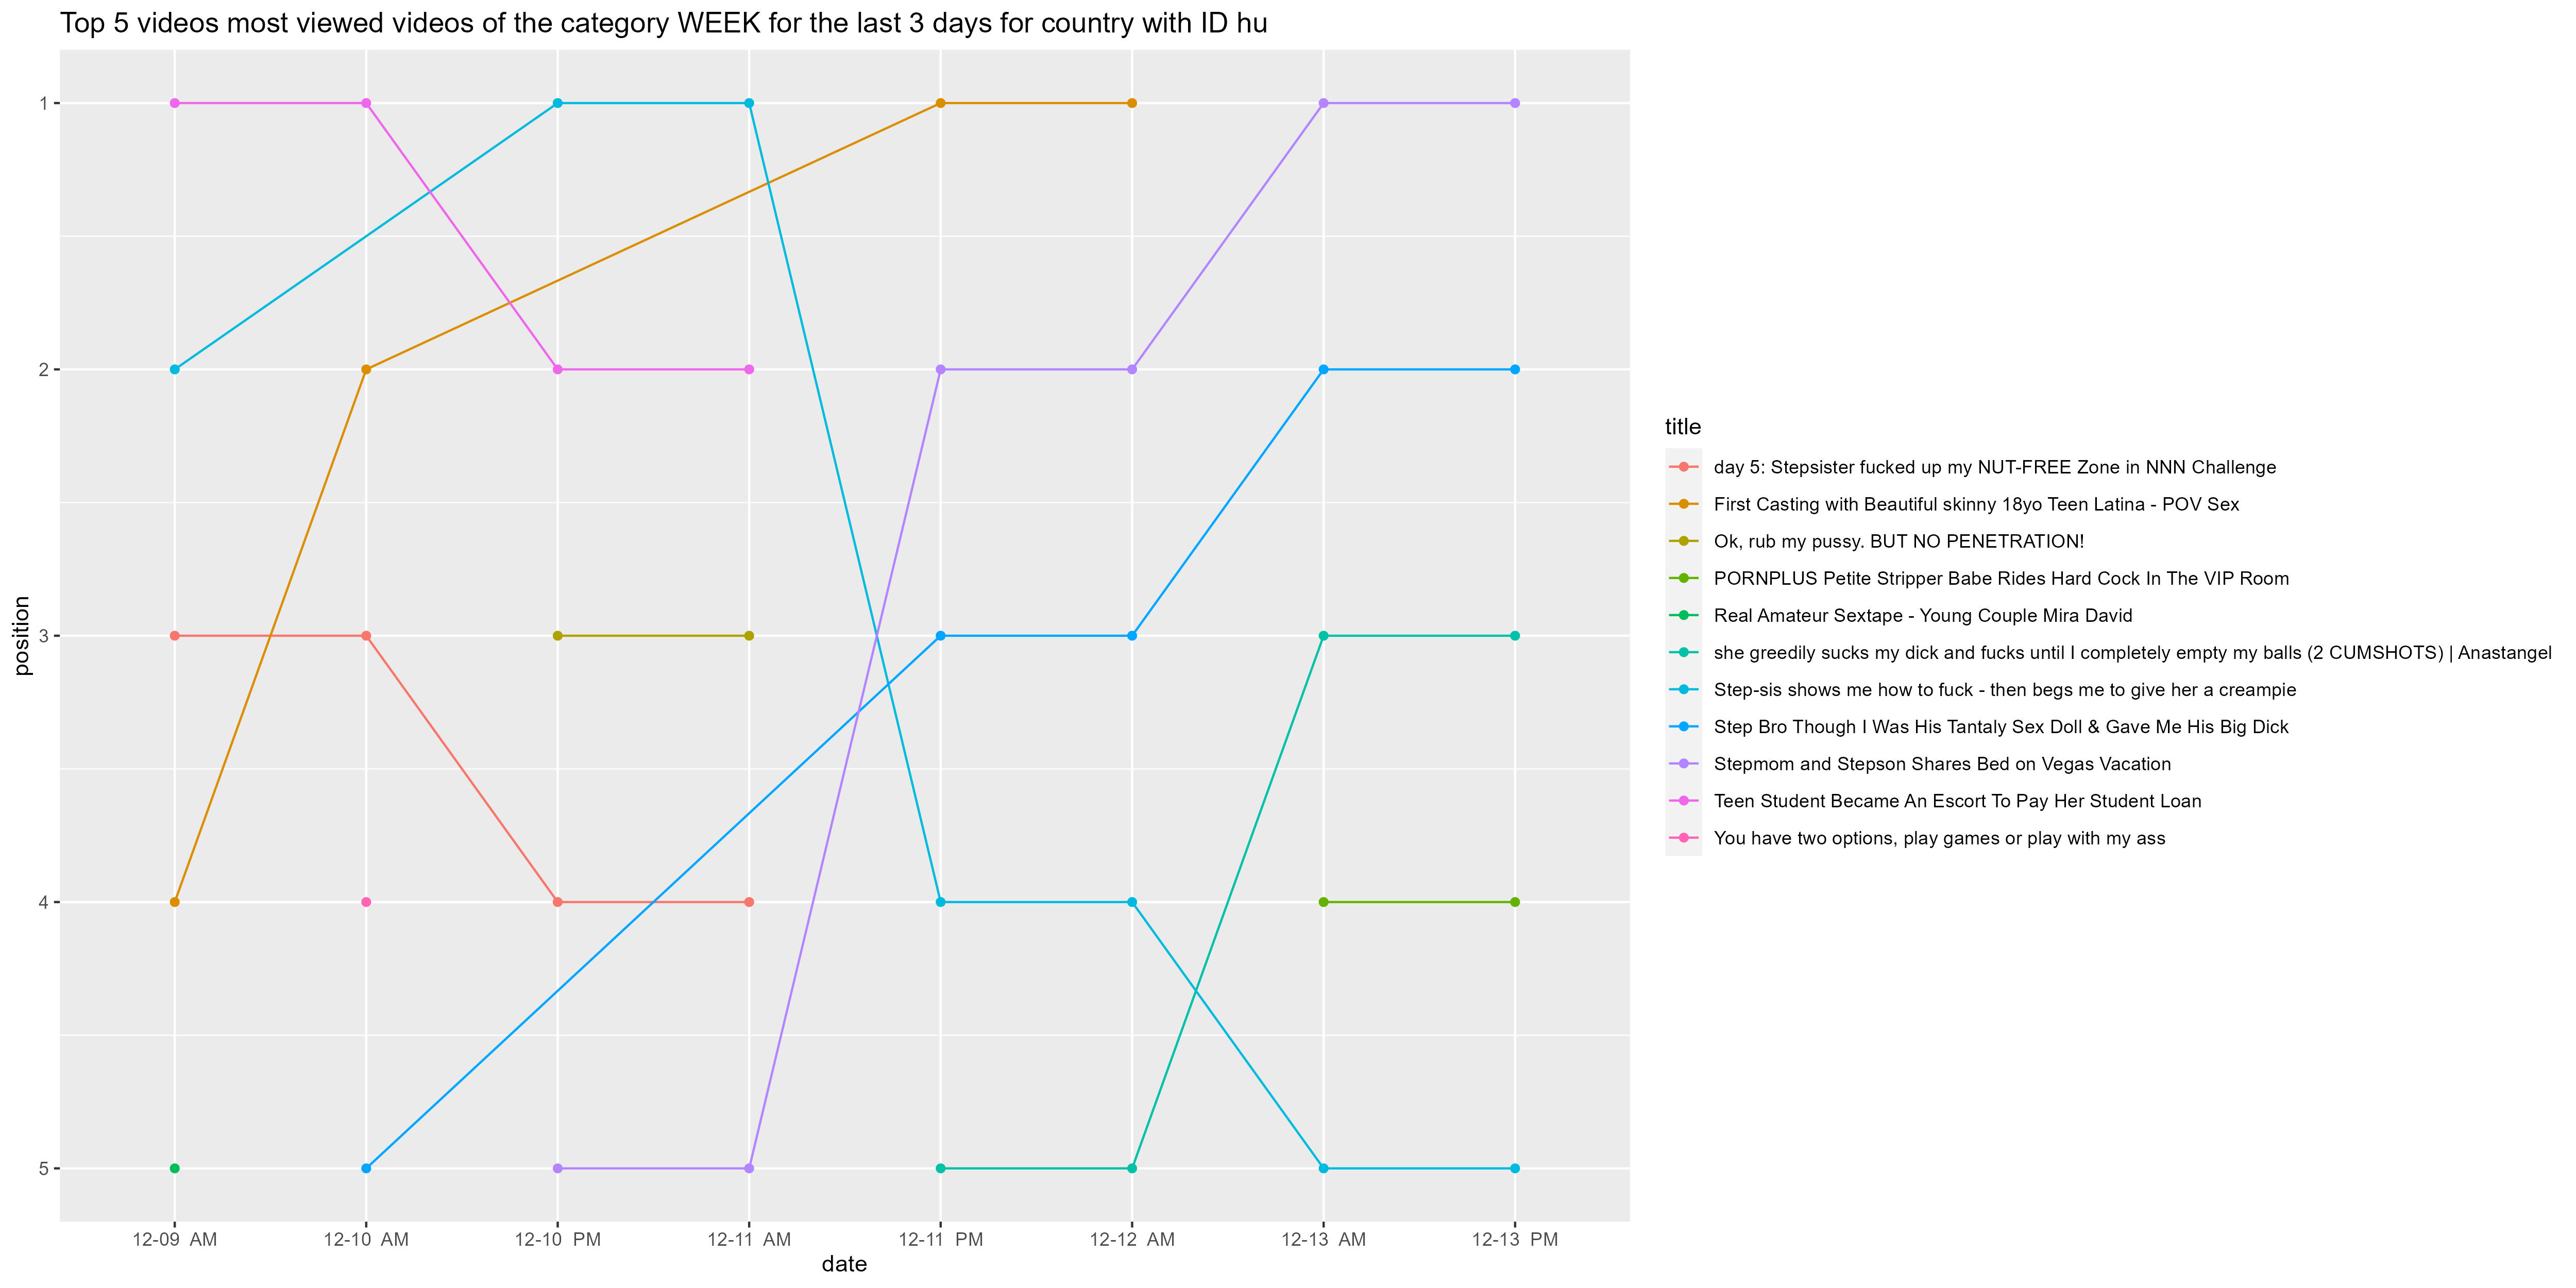 Top 5 videos most viewed videos of the category WEEK for the last 3 days for country with ID hu
position
1
2
3
4
5
12-09 AM
12-10 AM
12-10 PM
12-11 AM
12-11 PM
12-12 AM
12-13 AM
12-13 PM
date
title
day 5: Stepsister fucked up my NUT-FREE Zone in NNN Challenge
First Casting with Beautiful skinny 18yo Teen Latina - POV Sex
Ok, rub my pussy. BUT NO PENETRATION!
PORNPLUS Petite Stripper Babe Rides Hard Cock In The VIP Room
Real Amateur Sextape - Young Couple Mira David
she greedily sucks my dick and fucks until I completely empty my balls (2 CUMSHOTS) | Anastangel
Step-sis shows me how to fuck - then begs me to give her a creampie
Step Bro Though I Was His Tantaly Sex Doll & Gave Me His Big Dick
Stepmom and Stepson Shares Bed on Vegas Vacation
Teen Student Became An Escort To Pay Her Student Loan
You have two options, play games or play with my ass